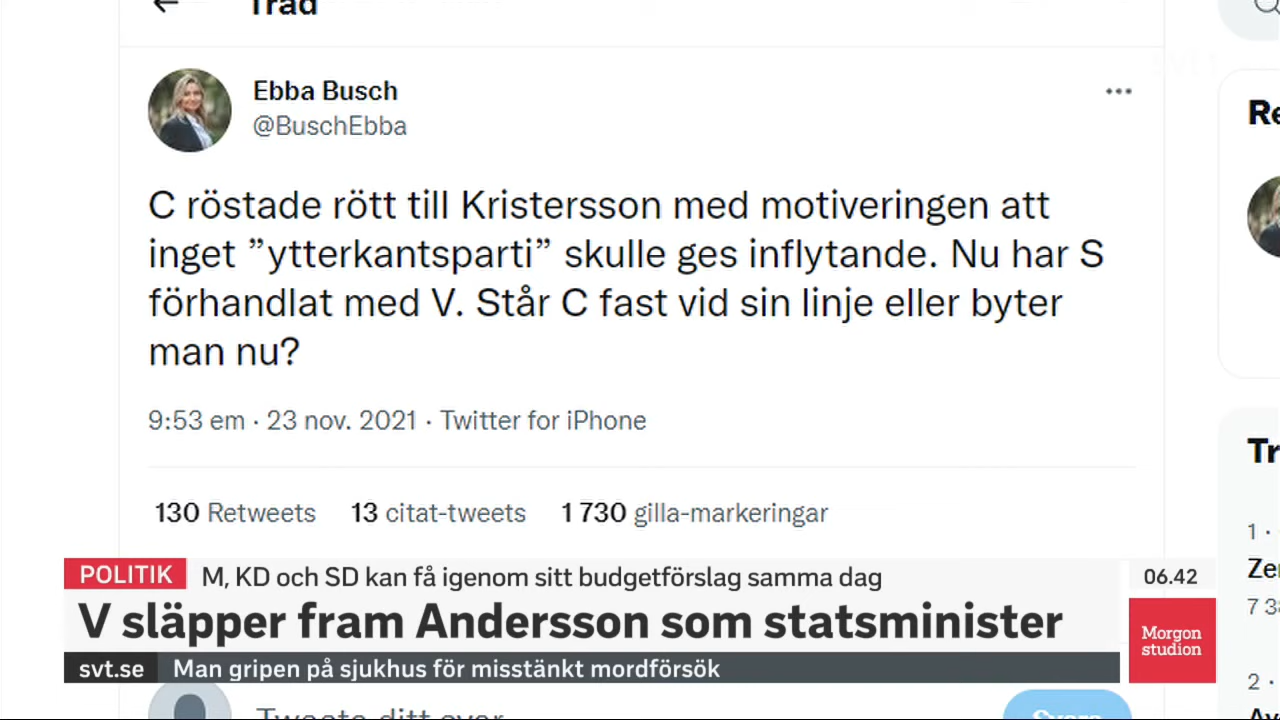 Tråd
Ebba Busch
@BuschEbba
C röstade rött till Kristersson med motiveringen att
inget ”ytterkantsparti” skulle ges inflytande. Nu har S
förhandlat med V. Står C fast vid sin linje eller byter
man nu?
9:53 em · 23 nov. 2021 · Twitter for iPhone
130 Retweets 13 citat-tweets 1 730 gilla-markeringar
POLITIK M, KD och SD kan få igenom sitt budgetförslag samma dag
V släpper fram Andersson som statsminister
svt.se Man gripen på sjukhus för misstänkt mordförsök
06.42
Morgon
studion
Tweeta ditt svar
Svara
Re
Tr
1 ·
Ze
7 3
2 ·